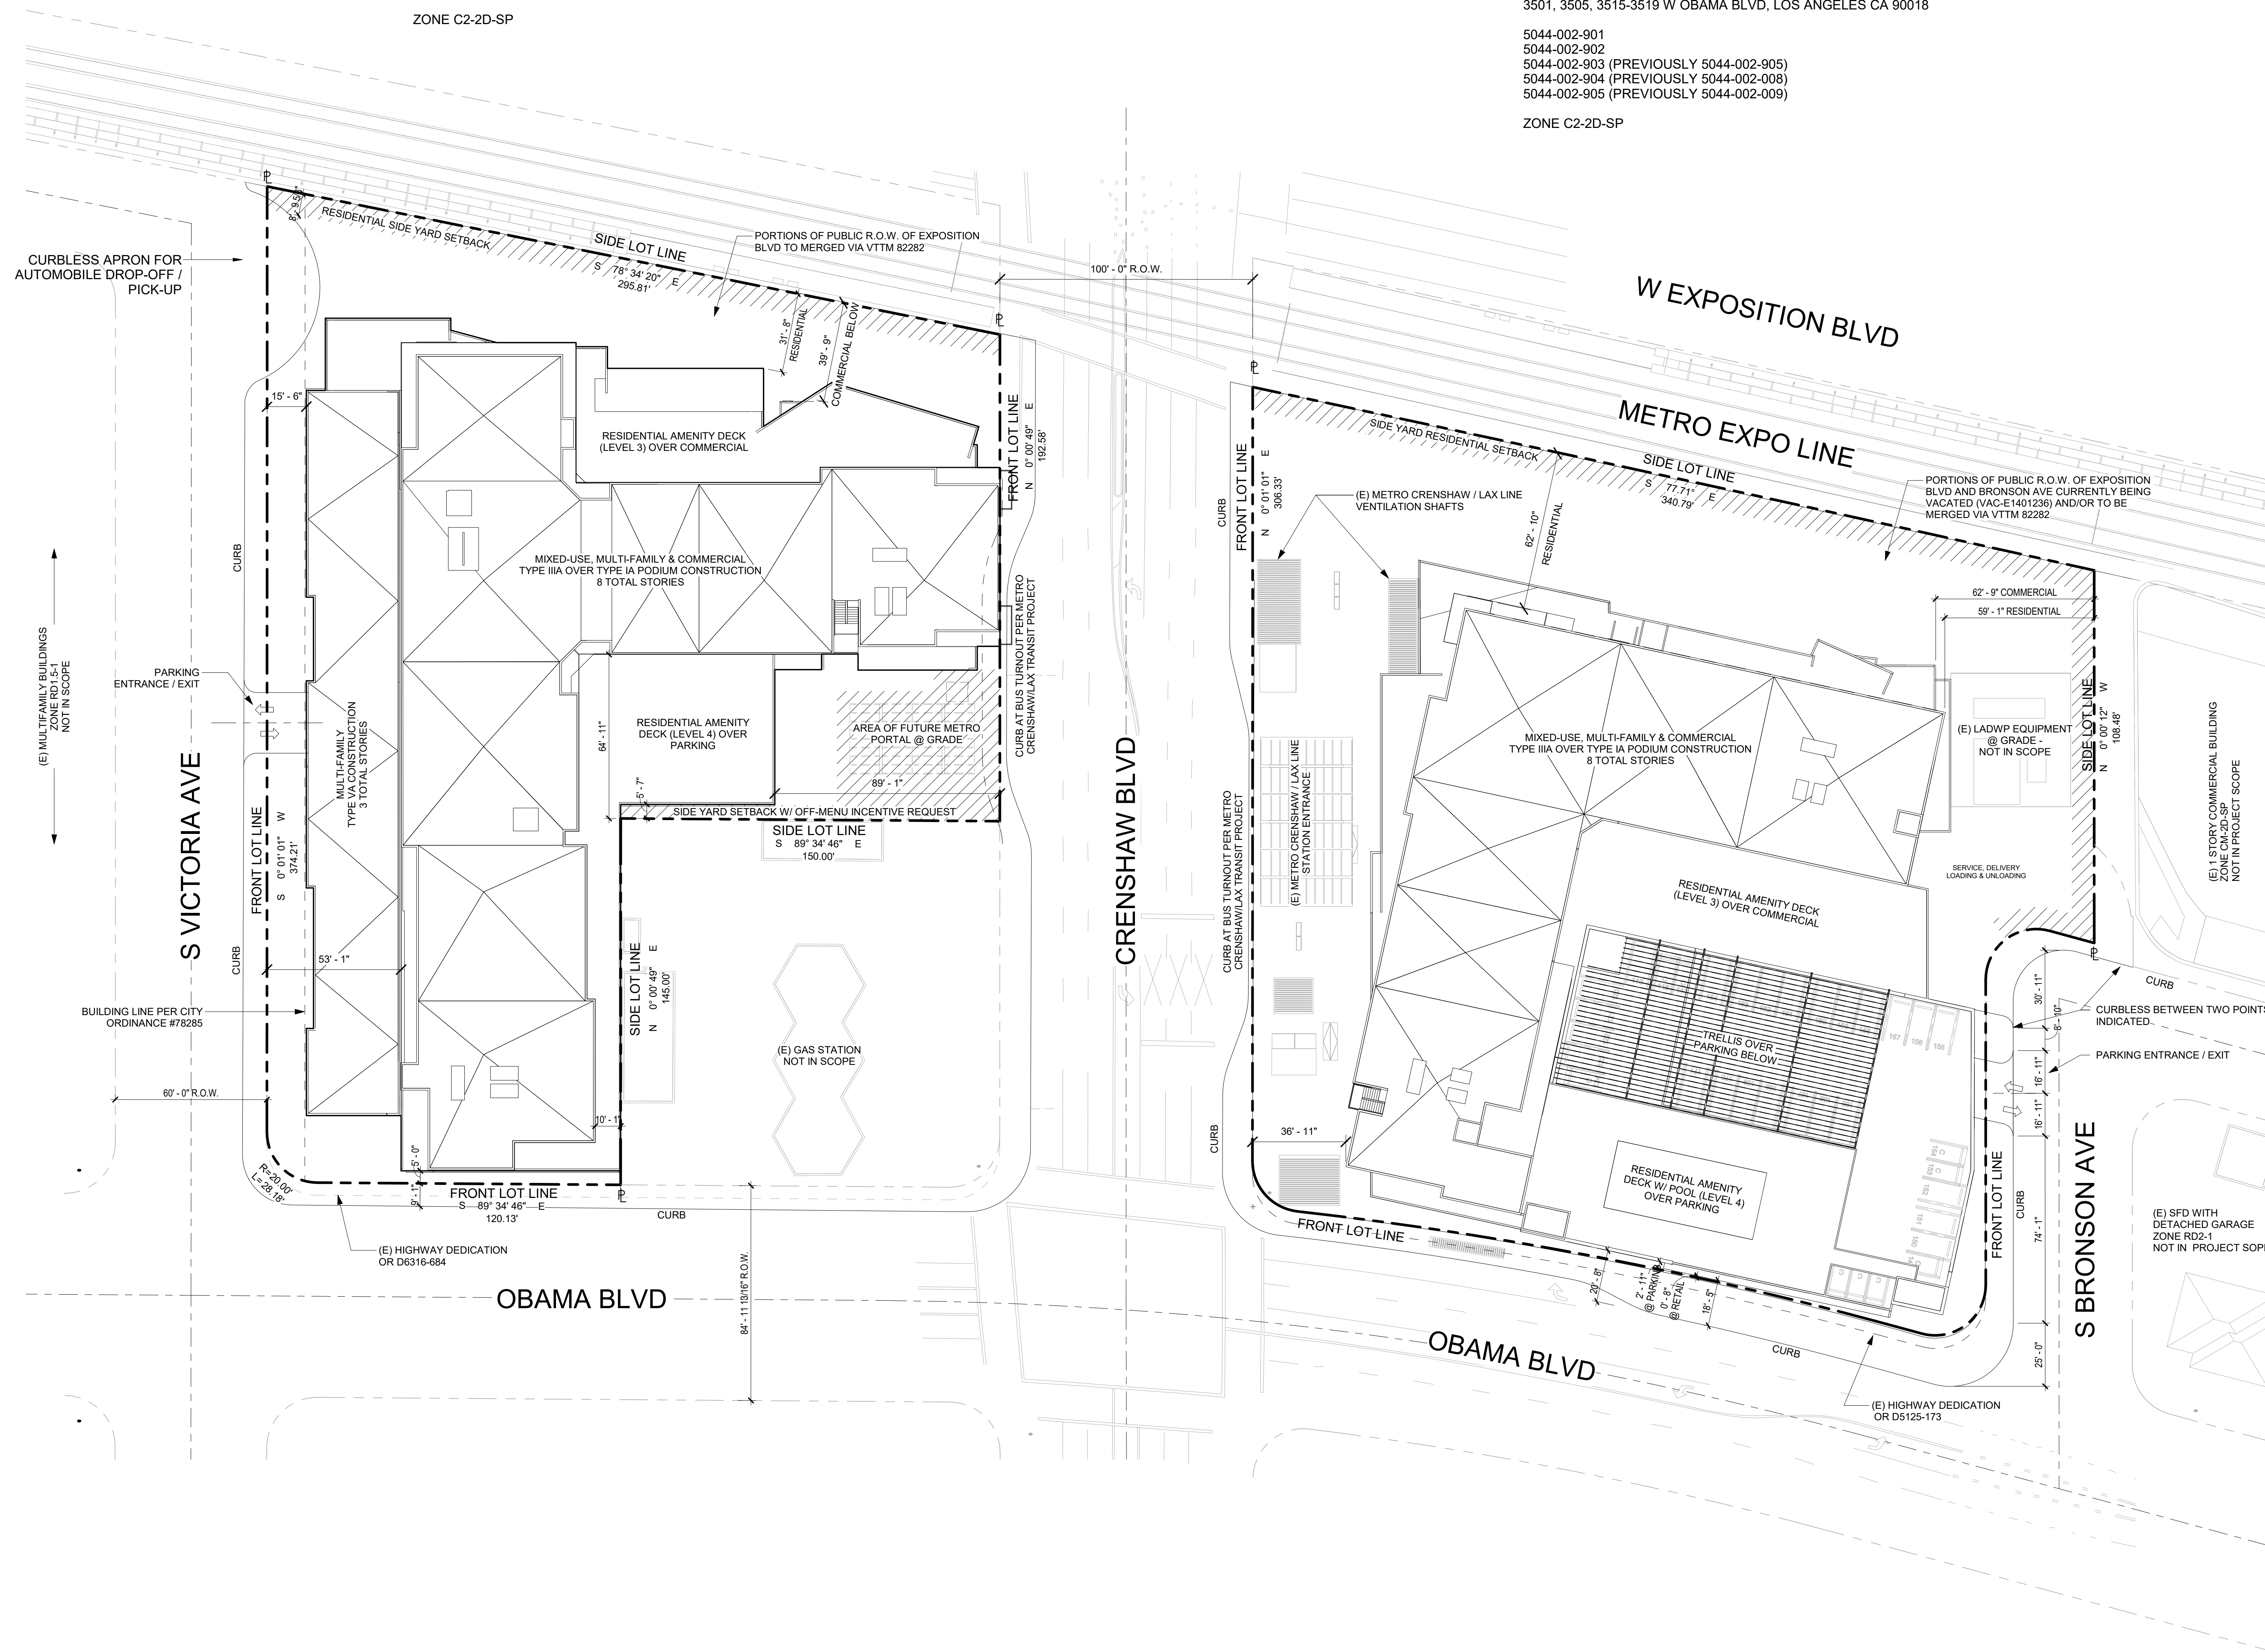 ZONE C2-2D-SP
3501, 3505, 3515-3519 W OBAMA BLVD, LOS ANGELES CA 90018
5044-002-901
5044-002-902
5044-002-903 (PREVIOUSLY 5044-002-905)
5044-002-904 (PREVIOUSLY 5044-002-008)
5044-002-905 (PREVIOUSLY 5044-002-009)
ZONE C2-2D-SP
PL
8' - 9.5"
RESIDENTIAL SIDE YARD SETBACK
SIDE LOT LINE
S 78° 34' 20" E
295.81'
PORTIONS OF PUBLIC R.O.W. OF EXPOSITION
BLVD TO MERGED VIA VTTM 82282
CURBLESS APRON FOR
AUTOMOBILE DROP-OFF /
PICK-UP
100' - 0" R.O.W.
PL
31' - 8"
RESIDENTIAL
39' - 9"
COMMERCIAL BELOW
15' - 6"
RESIDENTIAL AMENITY DECK
(LEVEL 3) OVER COMMERCIAL
FRONT LOT LINE
N 0° 00' 49" E
192.58'
CURB
MIXED-USE, MULTI-FAMILY & COMMERCIAL
TYPE IIIA OVER TYPE IA PODIUM CONSTRUCTION
8 TOTAL STORIES
(E) MULTIFAMILY BUILDINGS
ZONE RD1.5-1
NOT IN SCOPE
PARKING
ENTRANCE / EXIT
S VICTORIA AVE
MULTI-FAMILY
TYPE VA CONSTRUCTION
3 TOTAL STORIES
64' - 11"
RESIDENTIAL AMENITY
DECK (LEVEL 4) OVER
PARKING
AREA OF FUTURE METRO
PORTAL @ GRADE
CURB AT BUS TURNOUT PER METRO
CRENSHAW/LAX TRANSIT PROJECT
89' - 1"
5' - 7"
SIDE YARD SETBACK W/ OFF-MENU INCENTIVE REQUEST
SIDE LOT LINE
S 89° 34' 46" E
150.00'
FRONT LOT LINE
S 0° 01' 01" W
374.21'
CURB
53' - 1"
SIDE LOT LINE
N 0° 00' 49" E
145.00'
BUILDING LINE PER CITY
ORDINANCE #78285
(E) GAS STATION
NOT IN SCOPE
60' - 0" R.O.W.
10' - 1"
5' - 0"
9' - 1"
R=20.00'
L=28.18'
FRONT LOT LINE
S 89° 34' 46" E
120.13'
PL
CURB
(E) HIGHWAY DEDICATION
OR D6316-684
OBAMA BLVD
84' - 11 13/16" R.O.W.
CRENSHAW BLVD
W EXPOSITION BLVD
METRO EXPO LINE
PL
SIDE YARD RESIDENTIAL SETBACK
SIDE LOT LINE
S 77.71° E
340.79'
PORTIONS OF PUBLIC R.O.W. OF EXPOSITION
BLVD AND BRONSON AVE CURRENTLY BEING
VACATED (VAC-E1401236) AND/OR TO BE
MERGED VIA VTTM 82282
CURB
FRONT LOT LINE
N 0° 01' 01" E
306.33'
(E) METRO CRENSHAW / LAX LINE
VENTILATION SHAFTS
62' - 10"
RESIDENTIAL
62' - 9" COMMERCIAL
59' - 1" RESIDENTIAL
MIXED-USE, MULTI-FAMILY & COMMERCIAL
TYPE IIIA OVER TYPE IA PODIUM CONSTRUCTION
8 TOTAL STORIES
(E) LADWP EQUIPMENT
@ GRADE -
NOT IN SCOPE
SIDE LOT LINE
N 0° 00' 12" W
108.48'
(E) 1 STORY COMMERCIAL BUILDING
ZONE CM-2D-SP
NOT IN PROJECT SCOPE
CURB AT BUS TURNOUT PER METRO
CRENSHAW/LAX TRANSIT PROJECT
(E) METRO CRENSHAW / LAX LINE
STATION ENTRANCE
SERVICE, DELIVERY
LOADING & UNLOADING
RESIDENTIAL AMENITY DECK
(LEVEL 3) OVER COMMERCIAL
PL
CURB
30' - 11"
8' - 10"
CURBLESS BETWEEN TWO POINTS
INDICATED
TRELLIS OVER
PARKING BELOW
157
156
155
PARKING ENTRANCE / EXIT
16' - 11"
16' - 11"
CURB
36' - 11"
RESIDENTIAL AMENITY
DECK W/ POOL (LEVEL 4)
OVER PARKING
154
C
153
C
152
151
150
FRONT LOT LINE
CURB
74' - 1"
S BRONSON AVE
(E) SFD WITH
DETACHED GARAGE
ZONE RD2-1
NOT IN PROJECT SOP
FRONT LOT LINE
20' - 8"
2' - 11"
@ PARKING
0' - 8"
@ RETAIL
18' - 5"
C
C
C
25' - 0"
CURB
OBAMA BLVD
(E) HIGHWAY DEDICATION
OR D5125-173